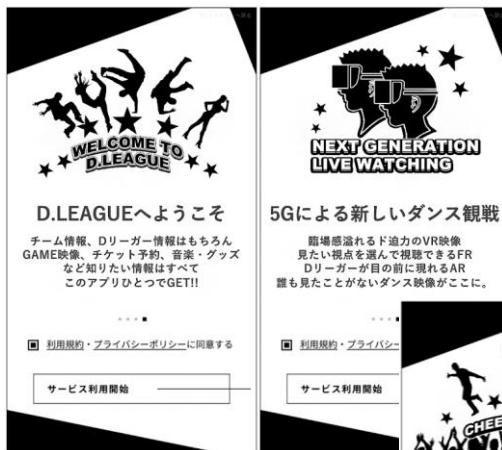 WELCOME TO
D.LEAGUE
D.LEAGUEへようこそ
チーム情報、Dリーガー情報はもちろん
GAME映像、チケット予約、音楽・グッズ
など知りたい情報はすべて
このアプリひとつでGET!!
利用規約・プライバシーポリシーに同意する
サービス利用開始
NEXT GENERATION
LIVE WATCHING
5Gによる新しいダンス観戦
臨場感溢れるド迫力のVR映像
見たい視点を選んで視聴できるFR
Dリーガーが目の前に現れるAR
誰も見たことがないダンス映像がここに。
利用規約・プライバシー
サービス利用開始
CHEE